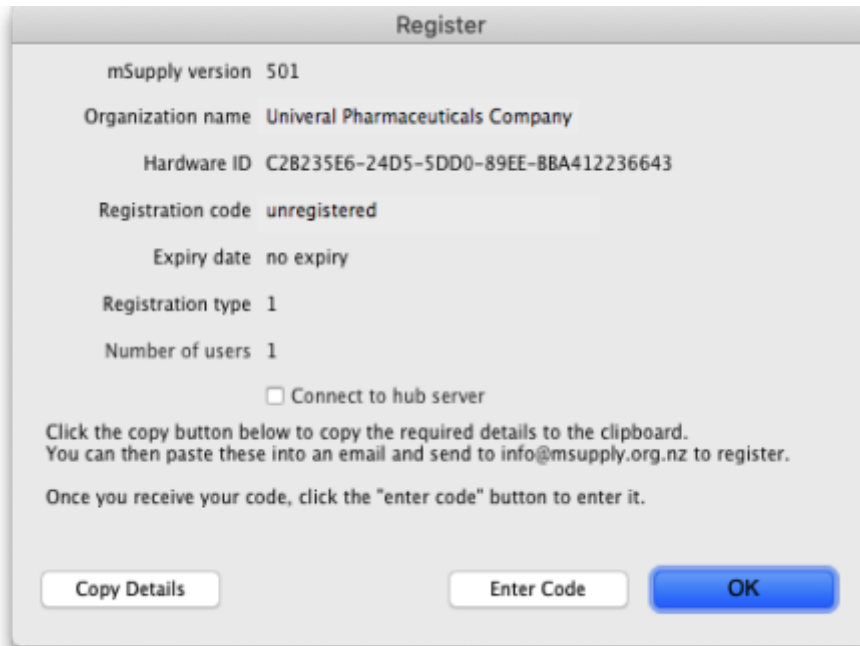 Register
mSupply version 501
Organization name Univeral Pharmaceuticals Company
Hardware ID C2B235E6-24D5-5DD0-89EE-BBA412236643
Registration code unregistered
Expiry date no expiry
Registration type 1
Number of users 1
Connect to hub server
Click the copy button below to copy the required details to the clipboard.
You can then paste these into an email and send to info@msupply.org.nz to register.
Once you receive your code, click the "enter code" button to enter it.
Copy Details Enter Code OK